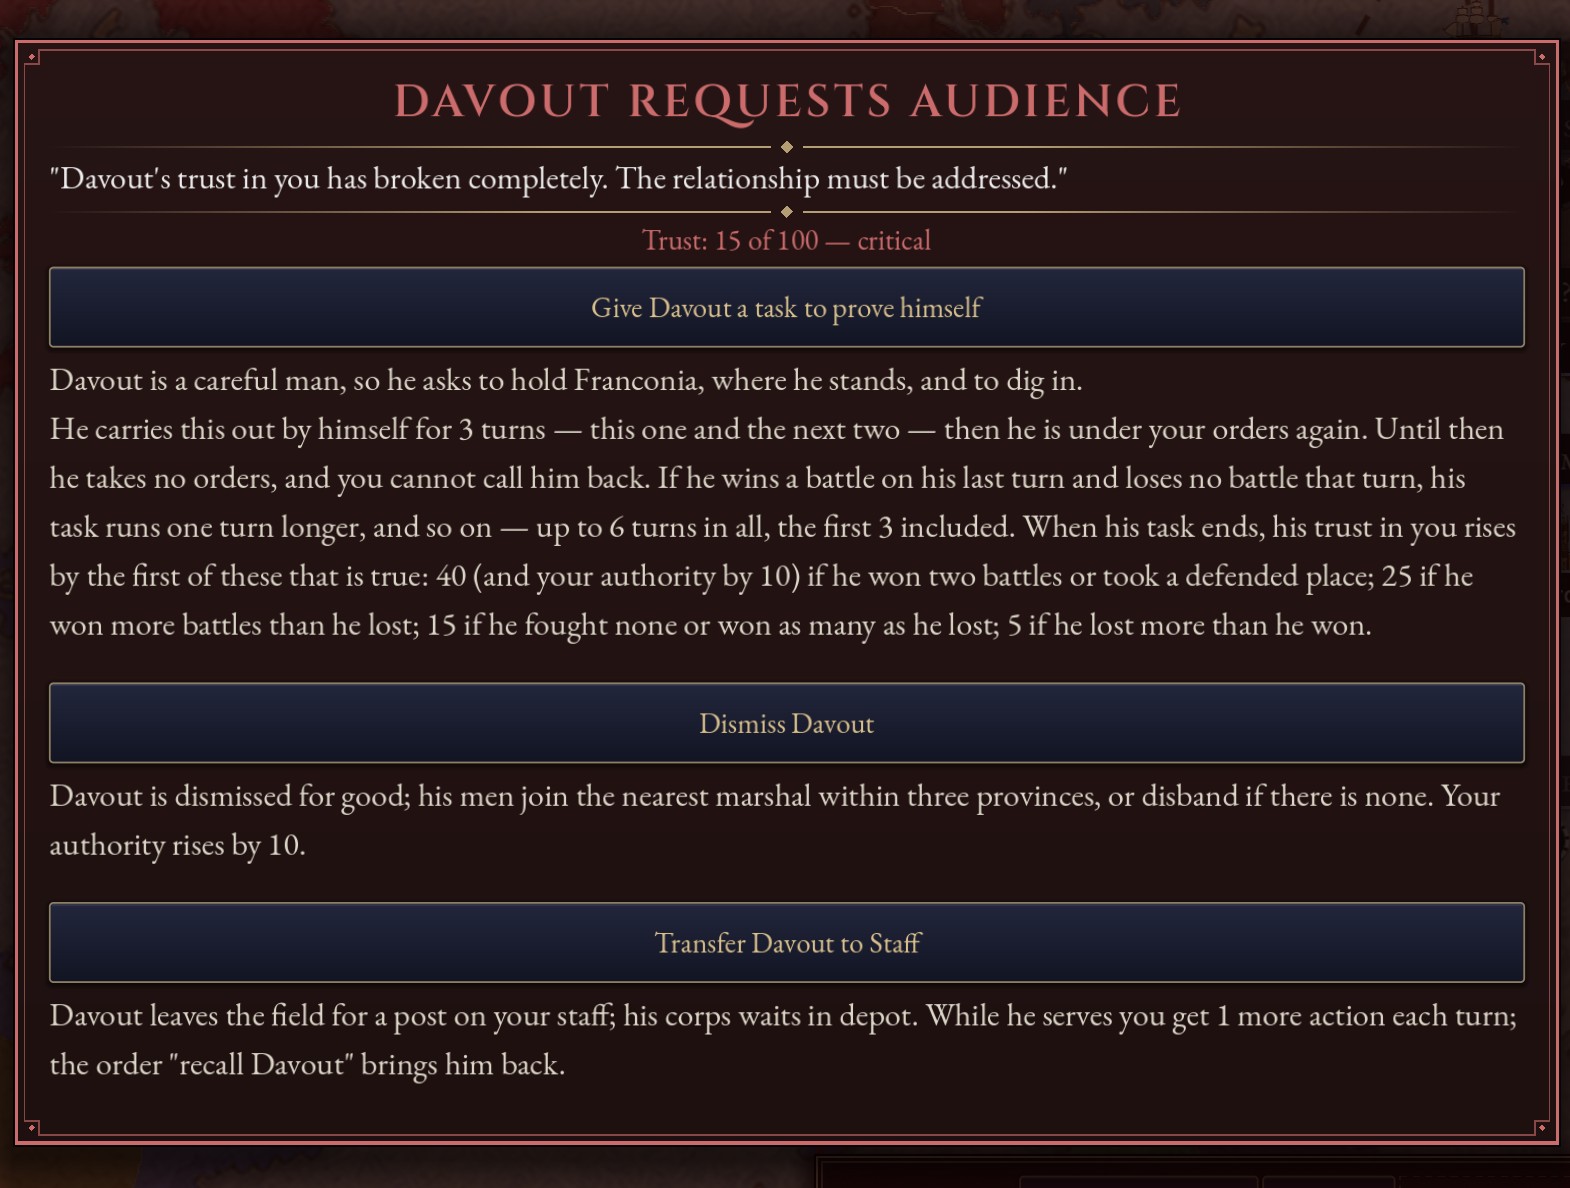 DAVOUT REQUESTS AUDIENCE
"Davout's trust in you has broken completely. The relationship must be addressed."
Trust: 15 of 100 — critical
Give Davout a task to prove himself
Davout is a careful man, so he asks to hold Franconia, where he stands, and to dig in.
He carries this out by himself for 3 turns — this one and the next two — then he is under your orders again. Until then
he takes no orders, and you cannot call him back. If he wins a battle on his last turn and loses no battle that turn, his
task runs one turn longer, and so on — up to 6 turns in all, the first 3 included. When his task ends, his trust in you rises
by the first of these that is true: 40 (and your authority by 10) if he won two battles or took a defended place; 25 if he
won more battles than he lost; 15 if he fought none or won as many as he lost; 5 if he lost more than he won.
Dismiss Davout
Davout is dismissed for good; his men join the nearest marshal within three provinces, or disband if there is none. Your
authority rises by 10.
Transfer Davout to Staff
Davout leaves the field for a post on your staff; his corps waits in depot. While he serves you get 1 more action each turn;
the order "recall Davout" brings him back.